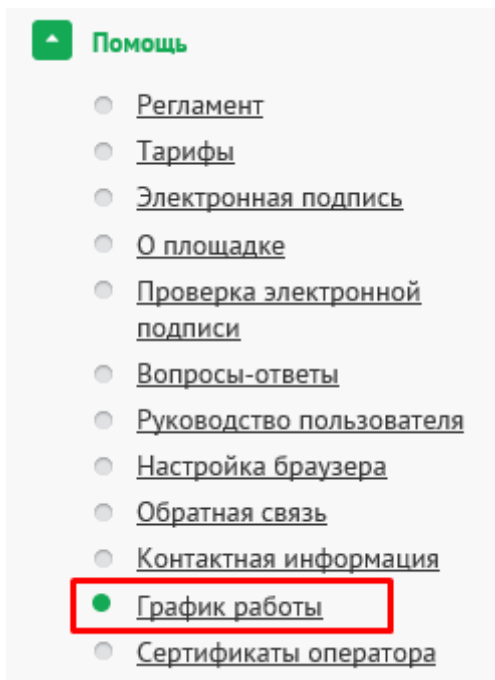 Помощь
Регламент
Тарифы
Электронная подпись
О площадке
Проверка электронной
подписи
Вопросы-ответы
Руководство пользователя
Настройка браузера
Обратная связь
Контактная информация
График работы
Сертификаты оператора